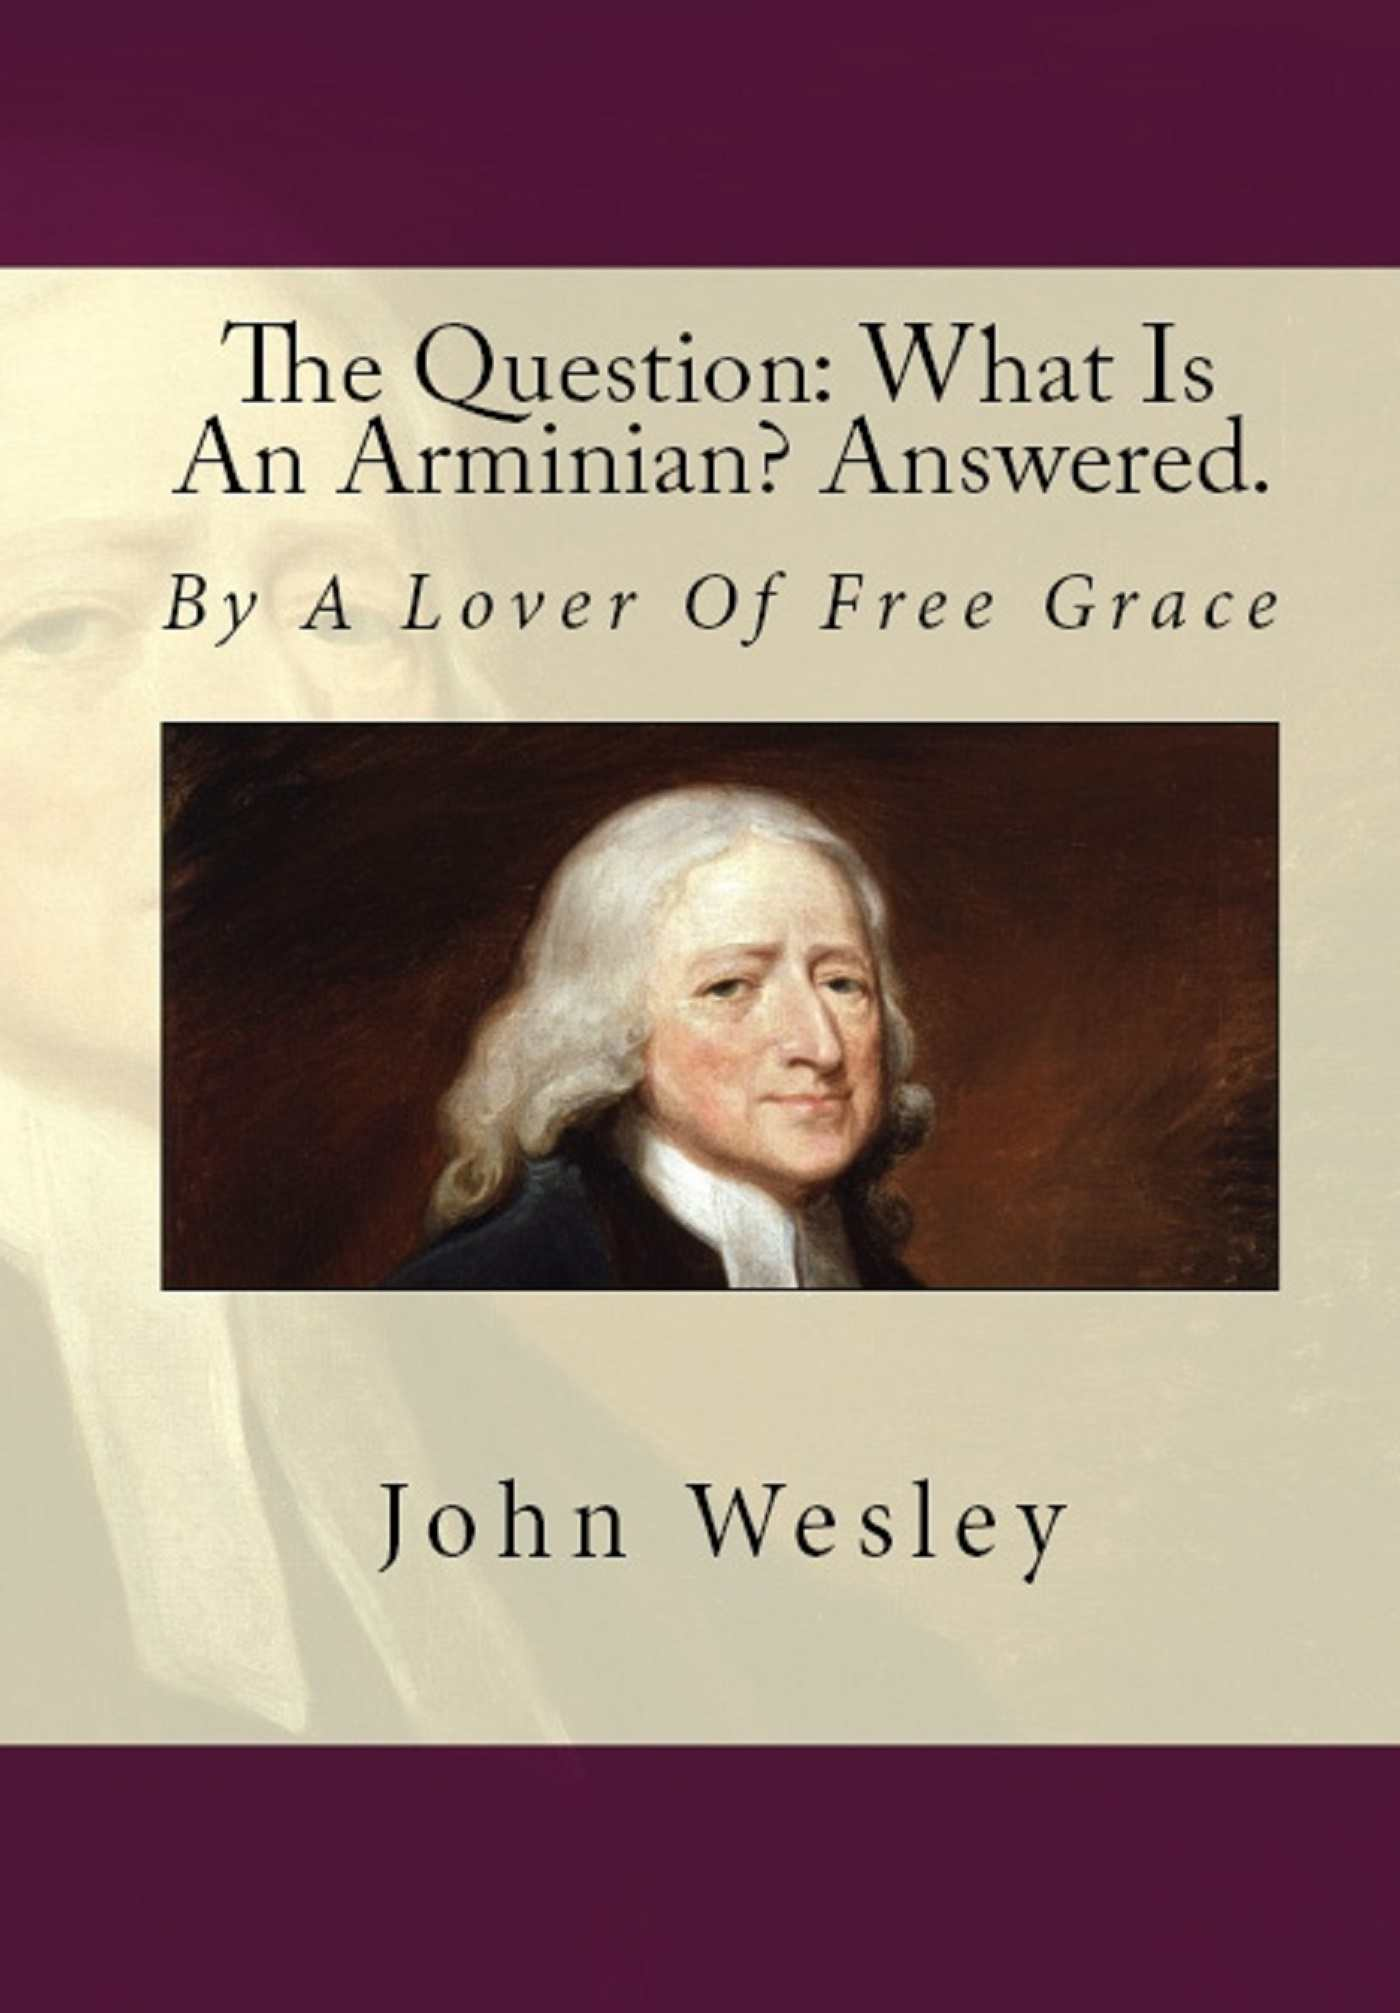 The Question: What Is
An Arminian? Answered.
By A Lover Of Free Grace
John Wesley